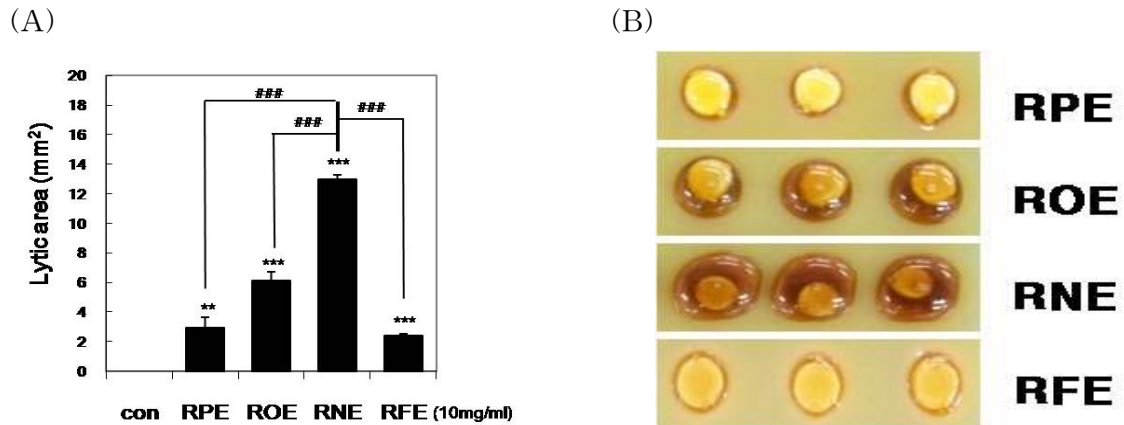 (A)
(B)
20
18
16
14
12
10
8
6
4
2
0
Lytic area (mm²)
###
###
###
**
***
***
***
con RPE ROE RNE RFE (10mg/ml)
RPE
ROE
RNE
RFE